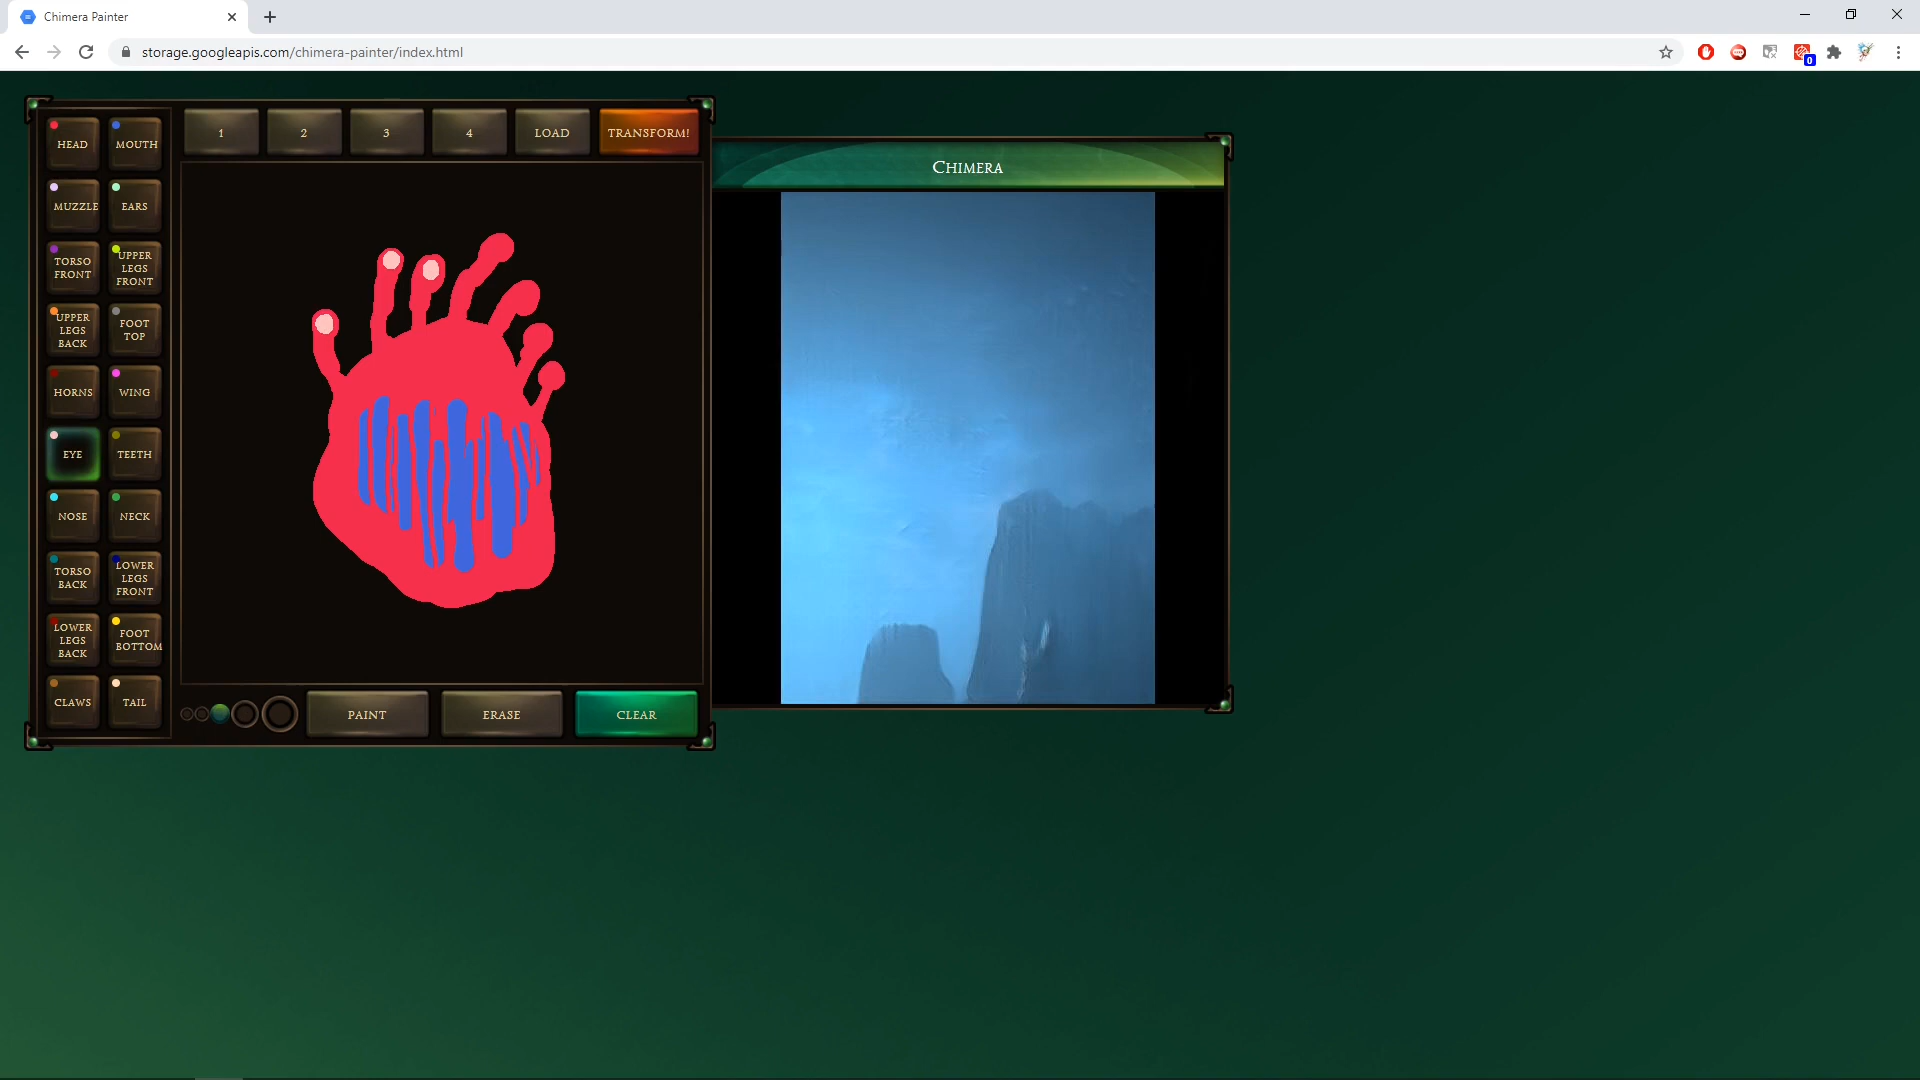 Chimera Painter
storage.googleapis.com/chimera-painter/index.html
0
1
2
3
4
LOAD
TRANSFORM!
HEAD
MOUTH
MUZZLE
EARS
TORSO
FRONT
UPPER
LEGS
FRONT
UPPER
LEGS
BACK
FOOT
TOP
HORNS
WING
EYE
TEETH
NOSE
NECK
TORSO
BACK
LOWER
LEGS
FRONT
LOWER
LEGS
BACK
FOOT
BOTTOM
CLAWS
TAIL
PAINT
ERASE
CLEAR
CHIMERA